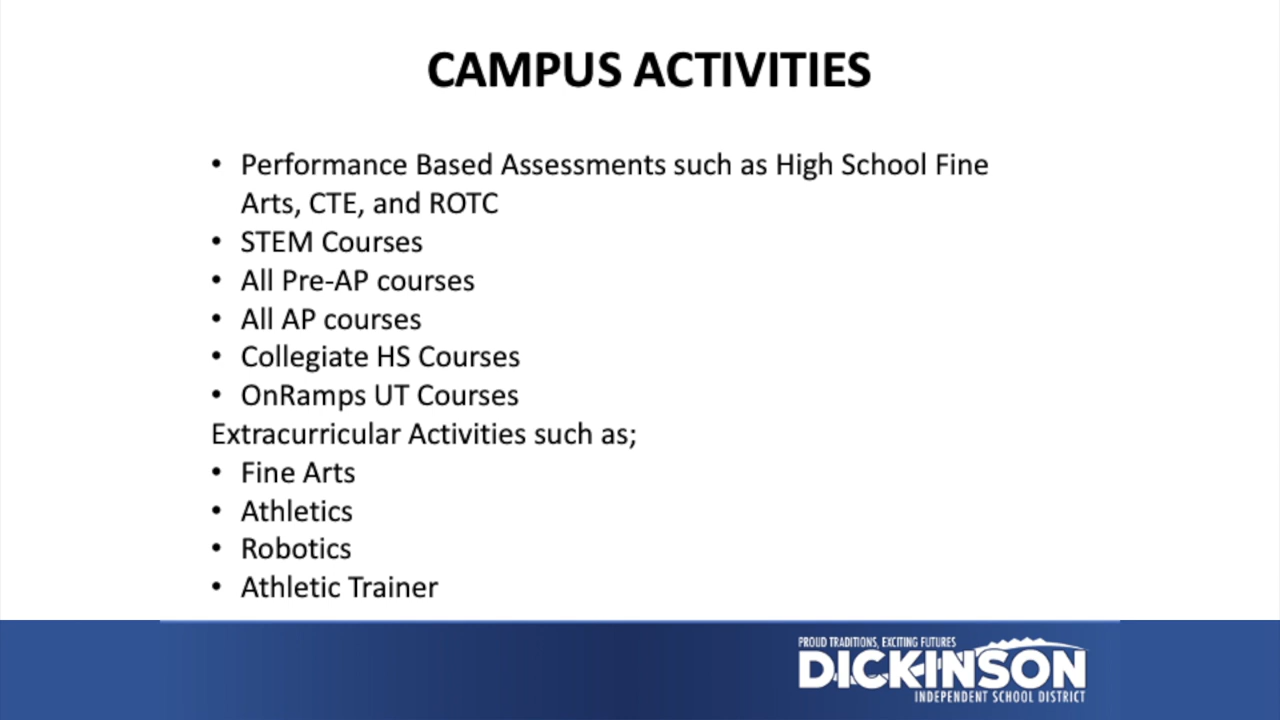 CAMPUS ACTIVITIES
• Performance Based Assessments such as High School Fine
Arts, CTE, and ROTC
• STEM Courses
• All Pre-AP courses
• All AP courses
• Collegiate HS Courses
• OnRamps UT Courses
Extracurricular Activities such as;
• Fine Arts
• Athletics
• Robotics
• Athletic Trainer
PROUD TRADITIONS, EXCITING FUTURES
DICKINSON
INDEPENDENT SCHOOL DISTRICT